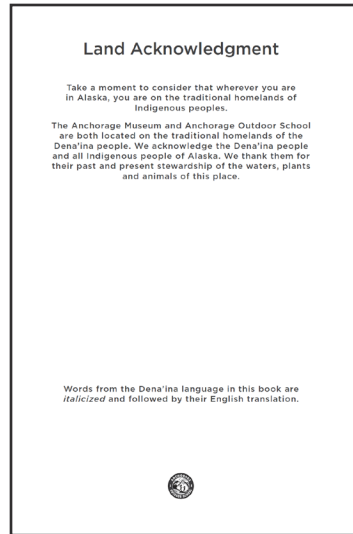 Land Acknowledgment
Take a moment to consider that wherever you are
in Alaska, you are on the traditional homelands of
Indigenous peoples.
The Anchorage Museum and Anchorage Outdoor School
are both located on the traditional homelands of the
Dena'ina people. We acknowledge the Dena'ina people
and all Indigenous people of Alaska. We thank them for
their past and present stewardship of the waters, plants
and animals of this place.
Words from the Dena'ina language in this book are
italicized and followed by their English translation.